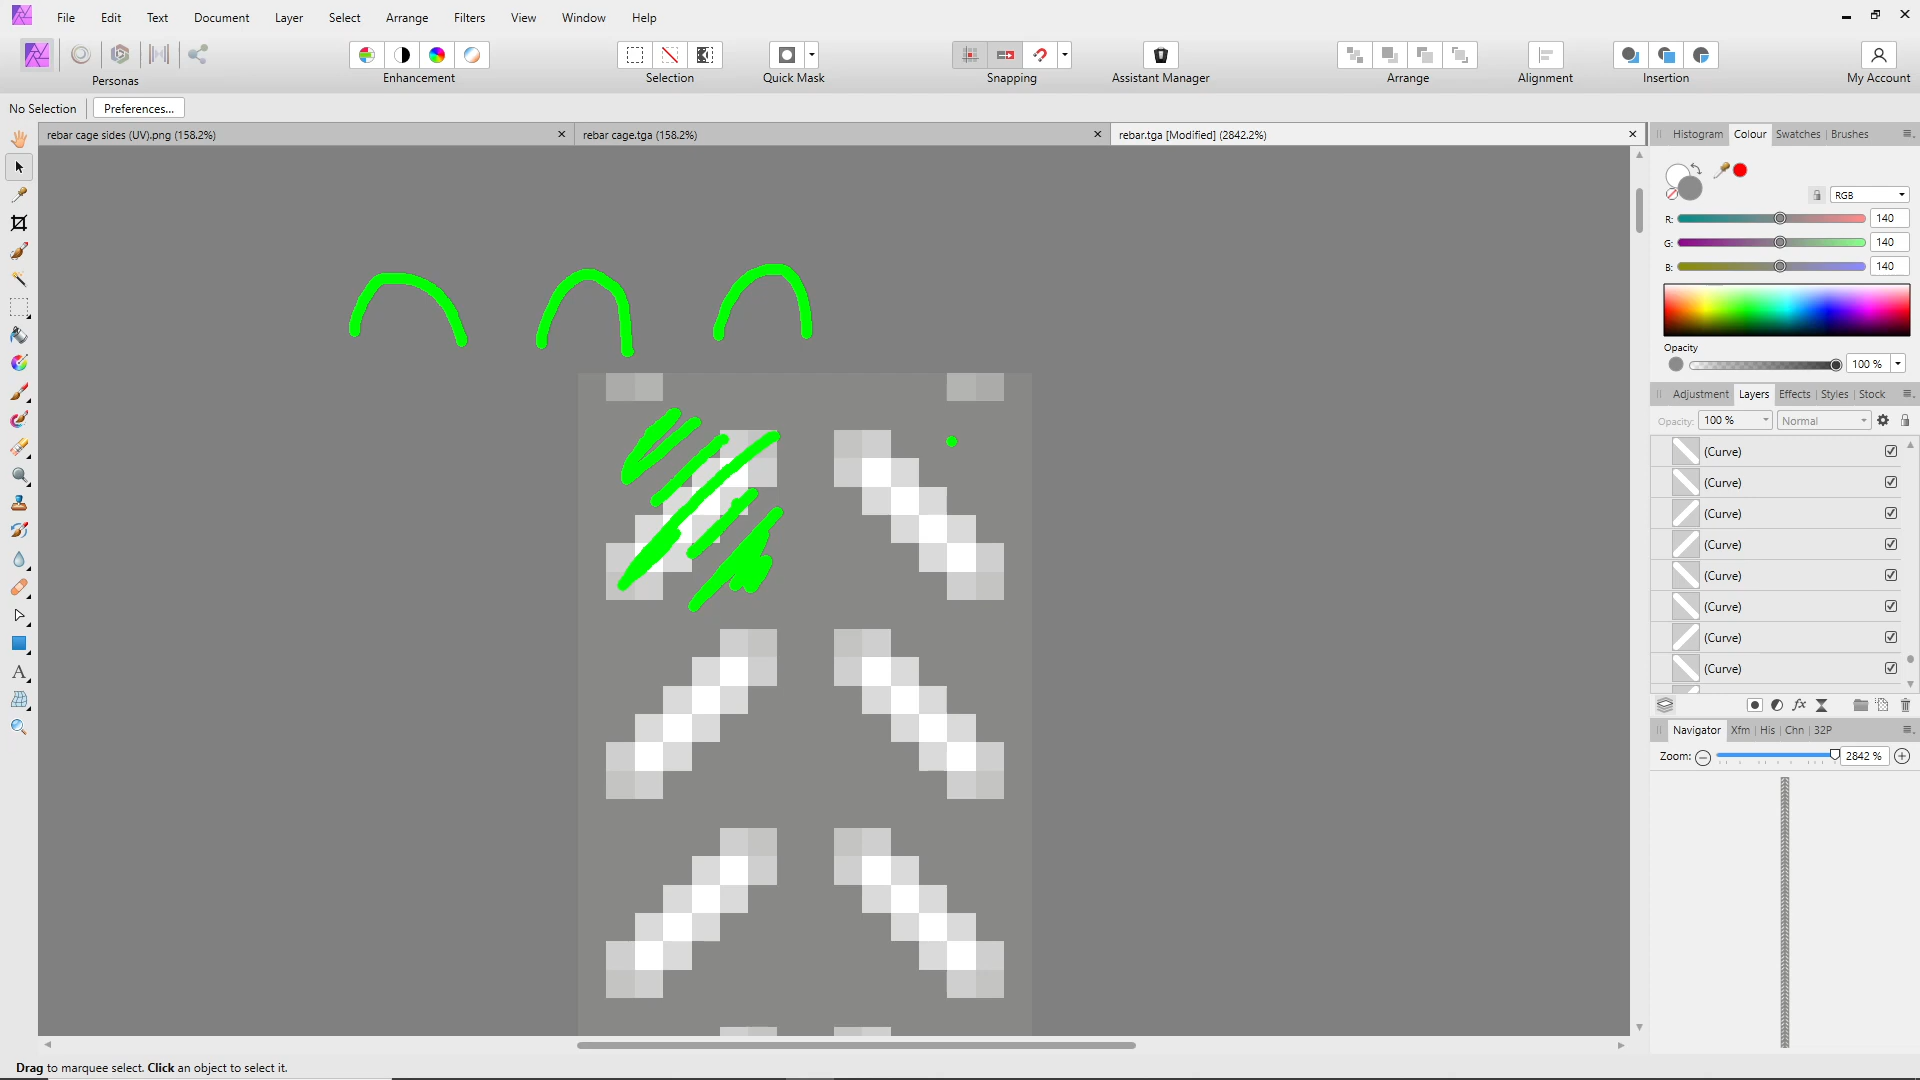 File Edit Text Document Layer Select Arrange Filters View Window Help
Personas Enhancement Selection Quick Mask Snapping Assistant Manager Arrange Alignment Insertion My Account
No Selection Preferences...
rebar cage sides (UV).png (158.2%) rebar cage.tga (158.2%) rebar.tga [Modified] (2842.2%)
Histogram Colour Swatches Brushes
RGB
R: 140
G: 140
B: 140
Opacity
100 %
Adjustment Layers Effects Styles Stock
Opacity: 100 % Normal
(Curve)
(Curve)
(Curve)
(Curve)
(Curve)
(Curve)
(Curve)
(Curve)
Navigator Xfm His Chn 32P
Zoom: 2842 %
Drag to marquee select. Click an object to select it.